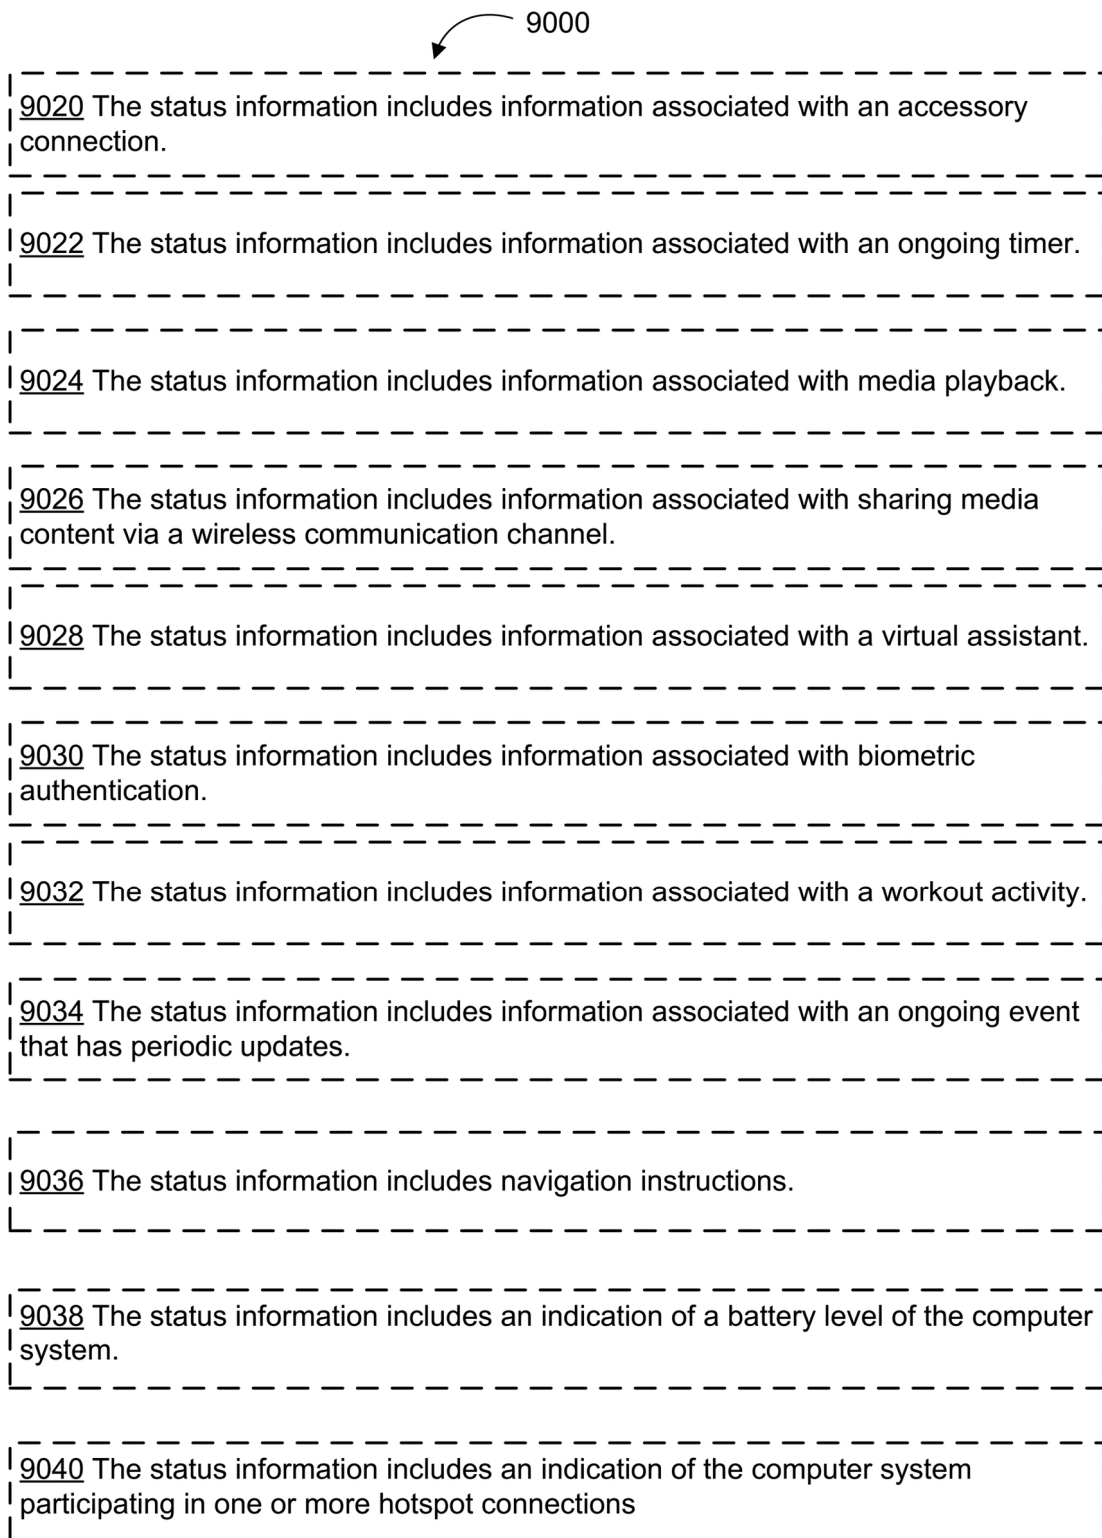 9000
9020 The status information includes information associated with an accessory
connection.
9022 The status information includes information associated with an ongoing timer.
9024 The status information includes information associated with media playback.
9026 The status information includes information associated with sharing media
content via a wireless communication channel.
9028 The status information includes information associated with a virtual assistant.
9030 The status information includes information associated with biometric
authentication.
9032 The status information includes information associated with a workout activity.
9034 The status information includes information associated with an ongoing event
that has periodic updates.
9036 The status information includes navigation instructions.
9038 The status information includes an indication of a battery level of the computer
system.
9040 The status information includes an indication of the computer system
participating in one or more hotspot connections